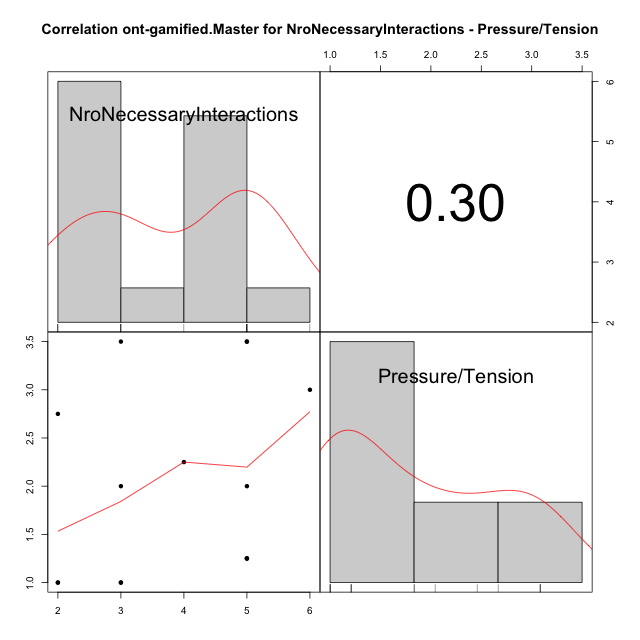 Correlation ont-gamified.Master for NroNecessaryInteractions - Pressure/Tension
1.0 1.5 2.0 2.5 3.0 3.5
NroNecessaryInteractions
0.30
6
5
4
3
2
3.5
3.0
2.5
2.0
1.5
1.0
Pressure/Tension
2 3 4 5 6